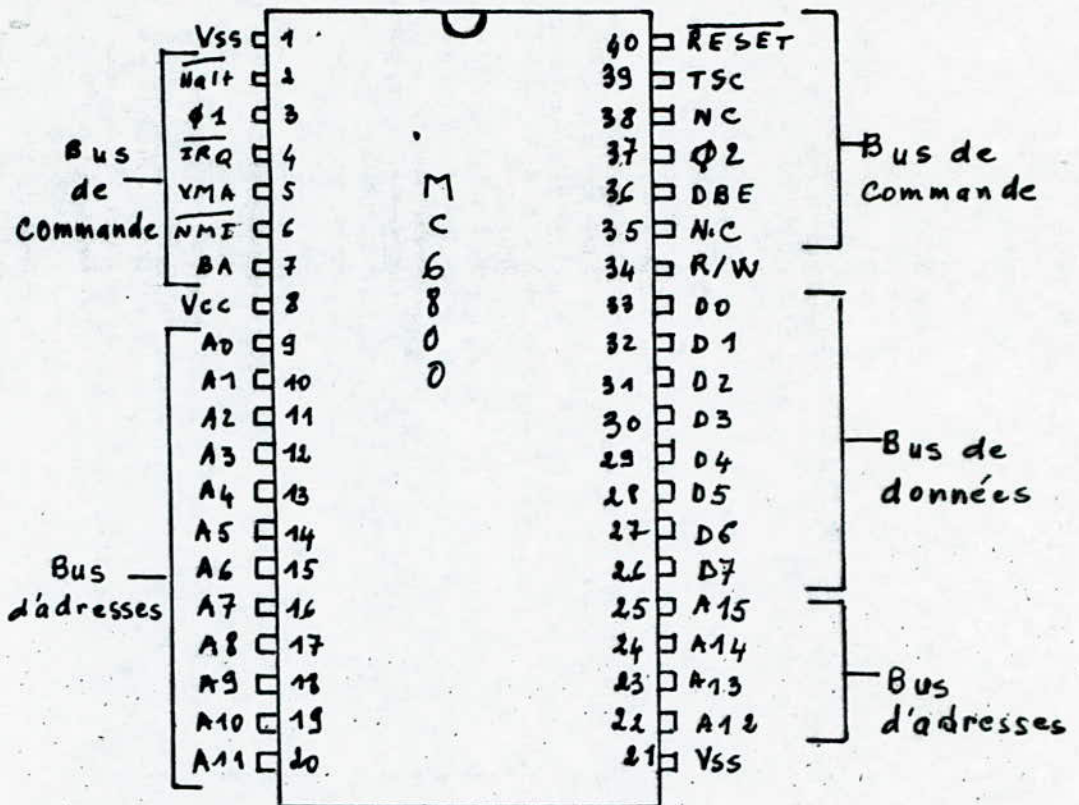 Vss 1 40 RESET
Halt 2 39 TSC
φ1 3 38 NC
Bus de Commande
IRQ 4 37 φ2
VMA 5 36 DBE
NMI 6 35 N.C
Bus de Commande
BA 7 34 R/W
Vcc 8 33 D0
A0 9 32 D1
A1 10 31 D2
A2 11 30 D3
A3 12 29 D4
A4 13 28 D5
Bus de données
A5 14 27 D6
A6 15 26 D7
Bus d'adresses
A7 16 25 A15
A8 17 24 A14
A9 18 23 A13
A10 19 22 A12
Bus d'adresses
A11 20 21 Vss
MC6800